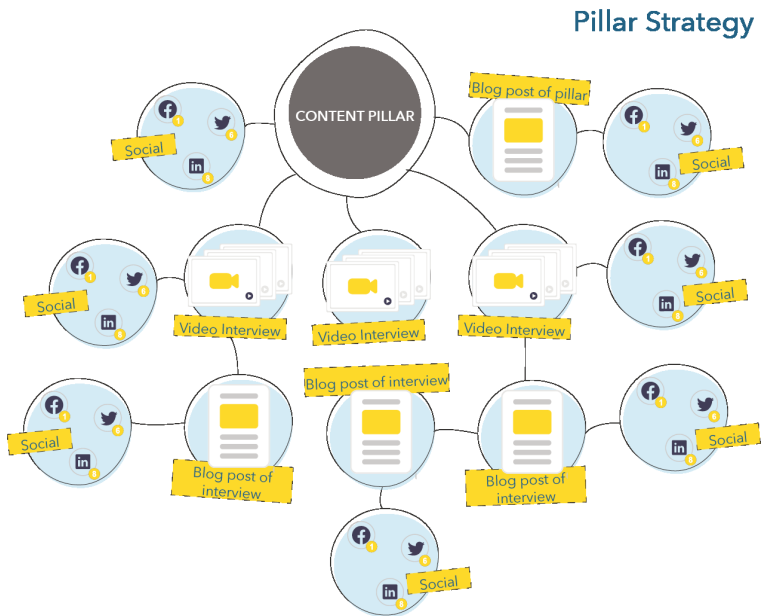 Pillar Strategy
CONTENT PILLAR
Blog post of pillar
Social
Social
Video Interview
Video Interview
Video Interview
Social
Social
Blog post of interview
Social
Blog post of
interview
Blog post of
interview
Social
Social